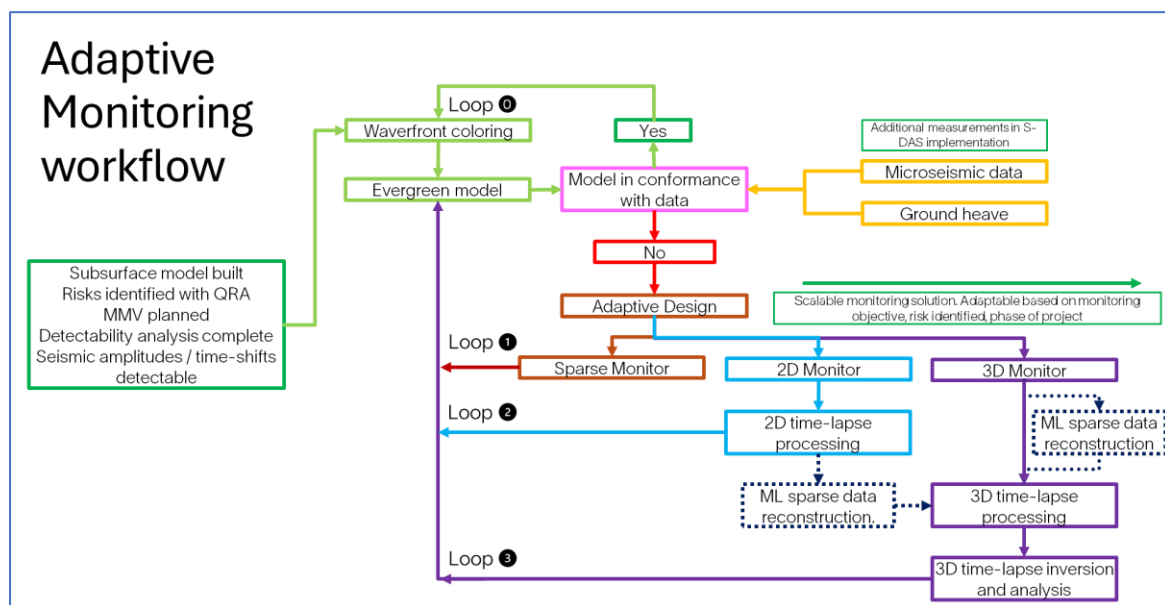 Adaptive
Monitoring
workflow
Loop ⓿
Waverfront coloring
Yes
Additional measurements in S-
DAS implementation
Evergreen model
Model in conformance
with data
Microseismic data
Ground heave
No
Subsurface model built
Risks identified with QRA
MMV planned
Detectability analysis complete
Seismic amplitudes / time-shifts
detectable
Adaptive Design
Scalable monitoring solution. Adaptable based on monitoring
objective, risk identified, phase of project
Loop ❶
Sparse Monitor
2D Monitor
3D Monitor
Loop ❷
2D time-lapse
processing
ML sparse data
reconstruction
ML sparse data
reconstruction.
3D time-lapse
processing
Loop ❸
3D time-lapse inversion
and analysis